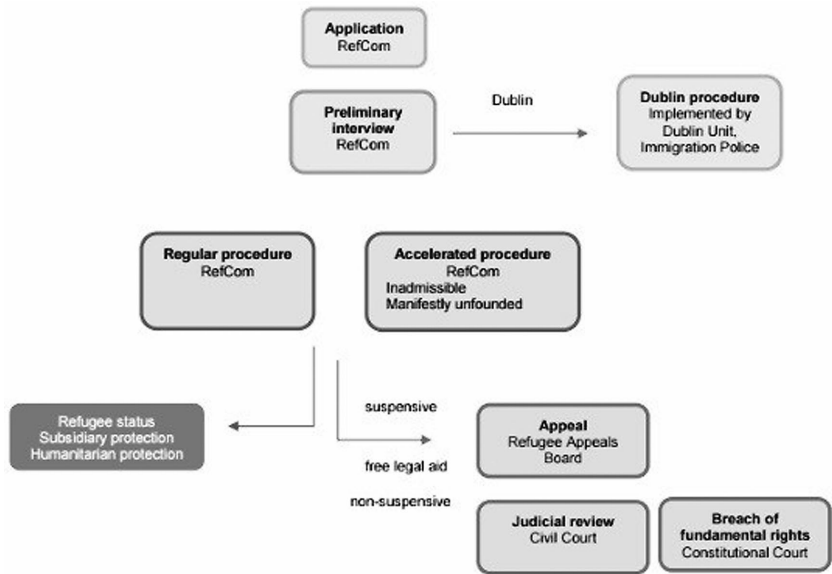 Application
RefCom
Preliminary
interview
RefCom
Dublin
Dublin procedure
Implemented by
Dublin Unit,
Immigration Police
Regular procedure
RefCom
Accelerated procedure
RefCom
Inadmissible
Manifestly unfounded
Refugee status
Subsidiary protection
Humanitarian protection
suspensive
free legal aid
non-suspensive
Appeal
Refugee Appeals
Board
Judicial review
Civil Court
Breach of
fundamental rights
Constitutional Court